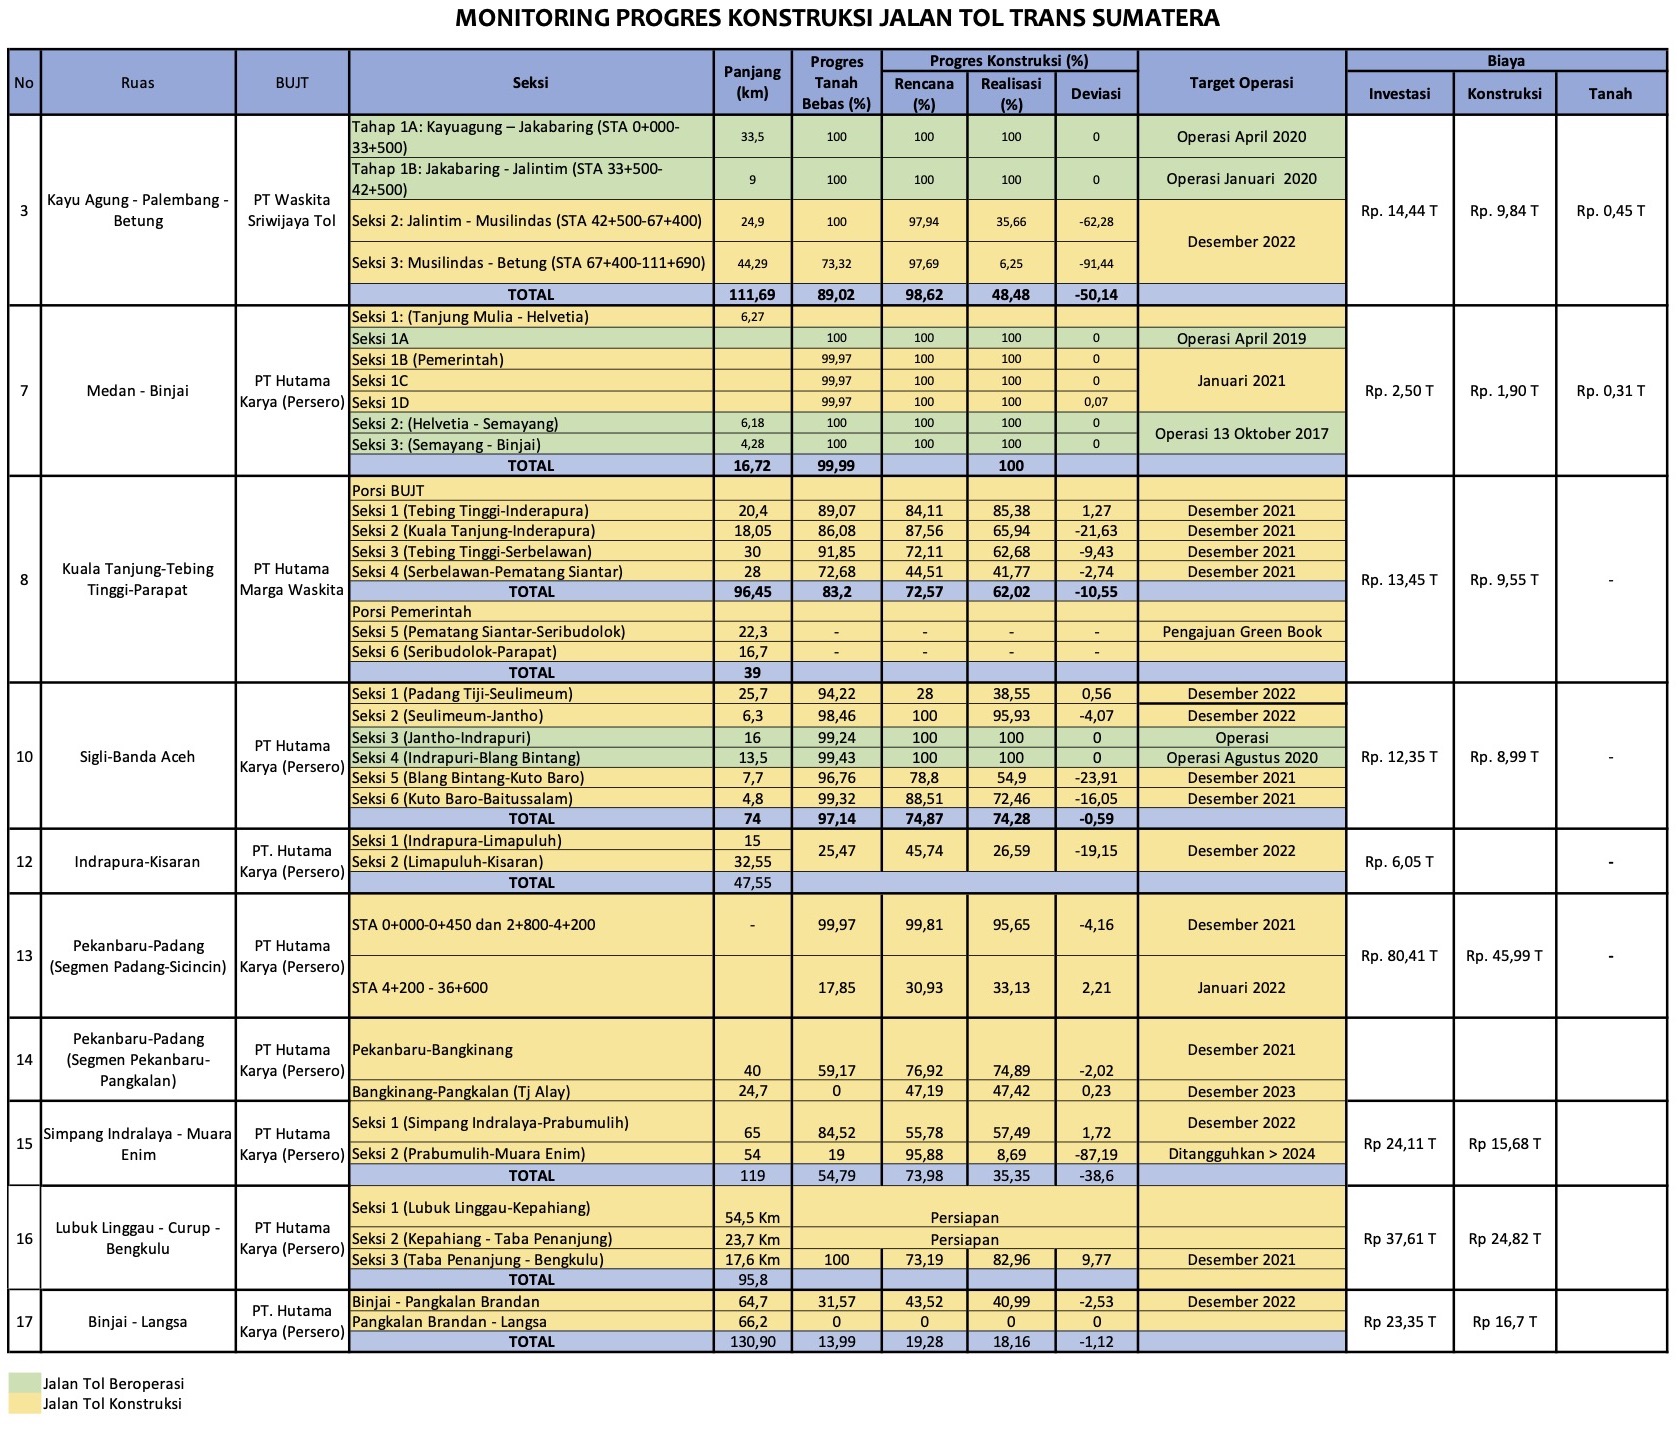 MONITORING PROGRES KONSTRUKSI JALAN TOL TRANS SUMATERA
No Ruas BUJT Seksi Panjang (km) Progres Tanah Bebas (%) Progres Konstruksi (%) Target Operasi Biaya
Rencana (%) Realisasi (%) Deviasi Investasi Konstruksi Tanah
3 Kayu Agung - Palembang - Betung PT Waskita Sriwijaya Tol Rp. 14,44 T Rp. 9,84 T Rp. 0,45 T
Tahap 1A: Kayuagung – Jakabaring (STA 0+000-33+500) 33,5 100 100 100 0 Operasi April 2020
Tahap 1B: Jakabaring - Jalintim (STA 33+500-42+500) 9 100 100 100 0 Operasi Januari 2020
Seksi 2: Jalintim - Musilindas (STA 42+500-67+400) 24,9 100 97,94 35,66 -62,28 Desember 2022
Seksi 3: Musilindas - Betung (STA 67+400-111+690) 44,29 73,32 97,69 6,25 -91,44
TOTAL 111,69 89,02 98,62 48,48 -50,14
7 Medan - Binjai PT Hutama Karya (Persero) Rp. 2,50 T Rp. 1,90 T Rp. 0,31 T
Seksi 1: (Tanjung Mulia - Helvetia) 6,27
Seksi 1A 100 100 100 0 Operasi April 2019
Seksi 1B (Pemerintah) 99,97 100 100 0 Januari 2021
Seksi 1C 99,97 100 100 0
Seksi 1D 99,97 100 100 0,07
Seksi 2: (Helvetia - Semayang) 6,18 100 100 100 0 Operasi 13 Oktober 2017
Seksi 3: (Semayang - Binjai) 4,28 100 100 100 0
TOTAL 16,72 99,99 100
8 Kuala Tanjung-Tebing Tinggi-Parapat PT Hutama Marga Waskita Rp. 13,45 T Rp. 9,55 T -
Porsi BUJT
Seksi 1 (Tebing Tinggi-Inderapura) 20,4 89,07 84,11 85,38 1,27 Desember 2021
Seksi 2 (Kuala Tanjung-Inderapura) 18,05 86,08 87,56 65,94 -21,63 Desember 2021
Seksi 3 (Tebing Tinggi-Serbelawan) 30 91,85 72,11 62,68 -9,43 Desember 2021
Seksi 4 (Serbelawan-Pematang Siantar) 28 72,68 44,51 41,77 -2,74 Desember 2021
TOTAL 96,45 83,2 72,57 62,02 -10,55
Porsi Pemerintah
Seksi 5 (Pematang Siantar-Seribudolok) 22,3 - - - - Pengajuan Green Book
Seksi 6 (Seribudolok-Parapat) 16,7 - - - -
TOTAL 39
10 Sigli-Banda Aceh PT Hutama Karya (Persero) Rp. 12,35 T Rp. 8,99 T -
Seksi 1 (Padang Tiji-Seulimeum) 25,7 94,22 28 38,55 0,56 Desember 2022
Seksi 2 (Seulimeum-Jantho) 6,3 98,46 100 95,93 -4,07 Desember 2022
Seksi 3 (Jantho-Indrapuri) 16 99,24 100 100 0 Operasi
Seksi 4 (Indrapuri-Blang Bintang) 13,5 99,43 100 100 0 Operasi Agustus 2020
Seksi 5 (Blang Bintang-Kuto Baro) 7,7 96,76 78,8 54,9 -23,91 Desember 2021
Seksi 6 (Kuto Baro-Baitussalam) 4,8 99,32 88,51 72,46 -16,05 Desember 2021
TOTAL 74 97,14 74,87 74,28 -0,59
12 Indrapura-Kisaran PT. Hutama Karya (Persero) Rp. 6,05 T -
Seksi 1 (Indrapura-Limapuluh) 15 25,47 45,74 26,59 -19,15 Desember 2022
Seksi 2 (Limapuluh-Kisaran) 32,55
TOTAL 47,55
13 Pekanbaru-Padang (Segmen Padang-Sicincin) PT Hutama Karya (Persero) Rp. 80,41 T Rp. 45,99 T -
STA 0+000-0+450 dan 2+800-4+200 - 99,97 99,81 95,65 -4,16 Desember 2021
STA 4+200 - 36+600 17,85 30,93 33,13 2,21 Januari 2022
14 Pekanbaru-Padang (Segmen Pekanbaru-Pangkalan) PT Hutama Karya (Persero)
Pekanbaru-Bangkinang 40 59,17 76,92 74,89 -2,02 Desember 2021
Bangkinang-Pangkalan (Tj Alay) 24,7 0 47,19 47,42 0,23 Desember 2023
15 Simpang Indralaya - Muara Enim PT Hutama Karya (Persero) Rp 24,11 T Rp 15,68 T
Seksi 1 (Simpang Indralaya-Prabumulih) 65 84,52 55,78 57,49 1,72 Desember 2022
Seksi 2 (Prabumulih-Muara Enim) 54 19 95,88 8,69 -87,19 Ditangguhkan > 2024
TOTAL 119 54,79 73,98 35,35 -38,6
16 Lubuk Linggau - Curup - Bengkulu PT Hutama Karya (Persero) Rp 37,61 T Rp 24,82 T
Seksi 1 (Lubuk Linggau-Kepahiang) 54,5 Km Persiapan
Seksi 2 (Kepahiang - Taba Penanjung) 23,7 Km Persiapan
Seksi 3 (Taba Penanjung - Bengkulu) 17,6 Km 100 73,19 82,96 9,77 Desember 2021
TOTAL 95,8
17 Binjai - Langsa PT. Hutama Karya (Persero) Rp 23,35 T Rp 16,7 T
Binjai - Pangkalan Brandan 64,7 31,57 43,52 40,99 -2,53 Desember 2022
Pangkalan Brandan - Langsa 66,2 0 0 0 0
TOTAL 130,90 13,99 19,28 18,16 -1,12
Jalan Tol Beroperasi
Jalan Tol Konstruksi